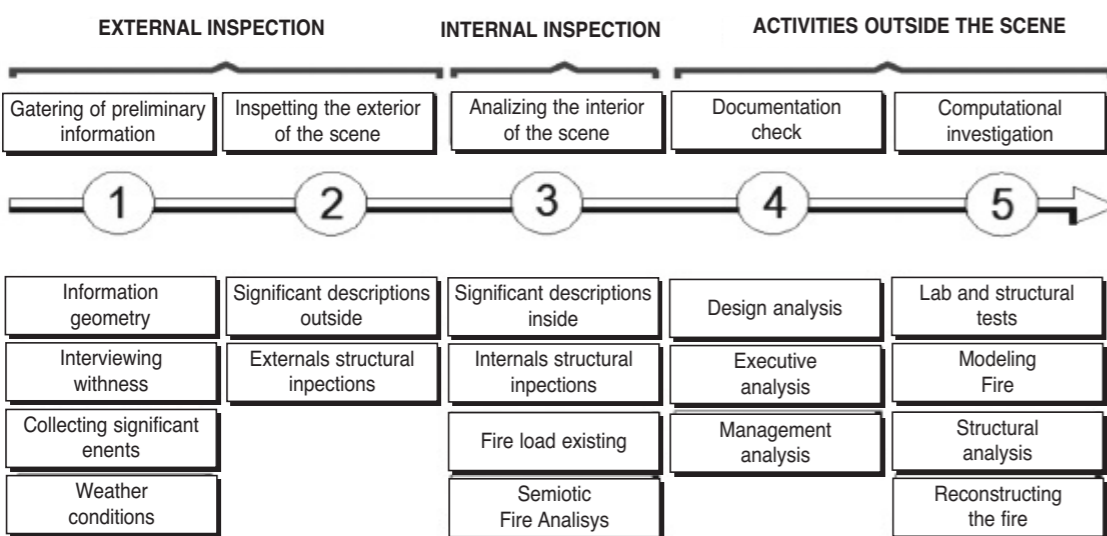 EXTERNAL INSPECTION
INTERNAL INSPECTION
ACTIVITIES OUTSIDE THE SCENE
Gatering of preliminary
information
Inspetting the exterior
of the scene
Analizing the interior
of the scene
Documentation
check
Computational
investigation
1
2
3
4
5
Information
geometry
Interviewing
withness
Collecting significant
enents
Weather
conditions
Significant descriptions
outside
Externals structural
inpections
Significant descriptions
inside
Internals structural
inpections
Fire load existing
Semiotic
Fire Analisys
Design analysis
Executive
analysis
Management
analysis
Lab and structural
tests
Modeling
Fire
Structural
analysis
Reconstructing
the fire